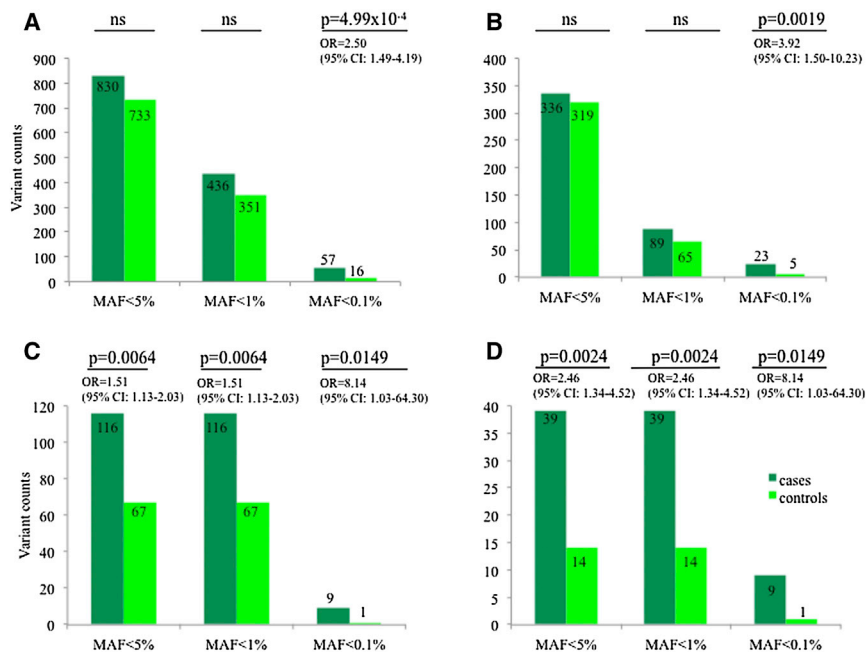 A
ns
ns
p=4.99x10-4
OR=2.50
(95% CI: 1.49-4.19)
Variant counts
900
800
700
600
500
400
300
200
100
0
830
733
436
351
57
16
MAF<5%
MAF<1%
MAF<0.1%
B
ns
ns
p=0.0019
OR=3.92
(95% CI: 1.50-10.23)
400
350
300
250
200
150
100
50
0
336
319
89
65
23
5
MAF<5%
MAF<1%
MAF<0.1%
C
p=0.0064
p=0.0064
p=0.0149
OR=1.51
(95% CI: 1.13-2.03)
OR=1.51
(95% CI: 1.13-2.03)
OR=8.14
(95% CI: 1.03-64.30)
Variant counts
120
100
80
60
40
20
0
116
67
116
67
9
1
MAF<5%
MAF<1%
MAF<0.1%
D
p=0.0024
p=0.0024
p=0.0149
OR=2.46
(95% CI: 1.34-4.52)
OR=2.46
(95% CI: 1.34-4.52)
OR=8.14
(95% CI: 1.03-64.30)
40
35
30
25
20
15
10
5
0
39
14
39
14
9
1
cases
controls
MAF<5%
MAF<1%
MAF<0.1%